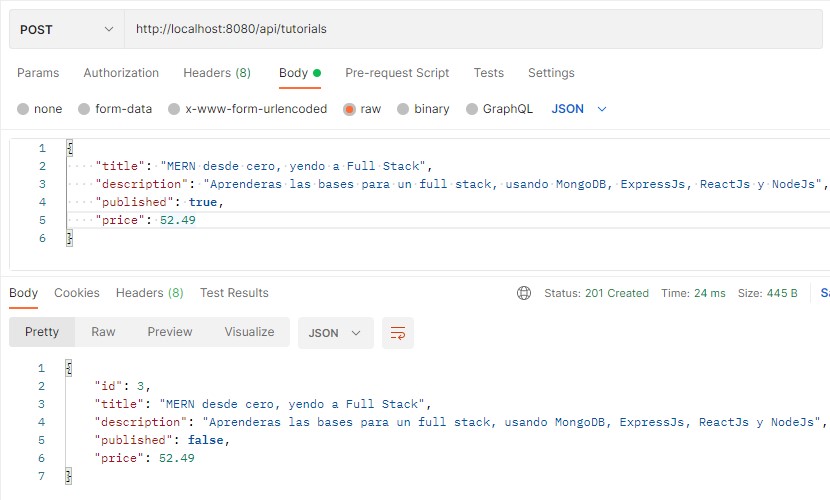 POST http://localhost:8080/api/tutorials
Params Authorization Headers (8) Body Pre-request Script Tests Settings
none form-data x-www-form-urlencoded raw binary GraphQL JSON
1 {
2 "title": "MERN desde cero, yendo a Full Stack",
3 "description": "Aprenderas las bases para un full stack, usando MongoDB, ExpressJs, ReactJs y NodeJs",
4 "published": true,
5 "price": 52.49
6 }
Body Cookies Headers (8) Test Results Status: 201 Created Time: 24 ms Size: 445 B
Pretty Raw Preview Visualize JSON
1 {
2 "id": 3,
3 "title": "MERN desde cero, yendo a Full Stack",
4 "description": "Aprenderas las bases para un full stack, usando MongoDB, ExpressJs, ReactJs y NodeJs",
5 "published": false,
6 "price": 52.49
7 }